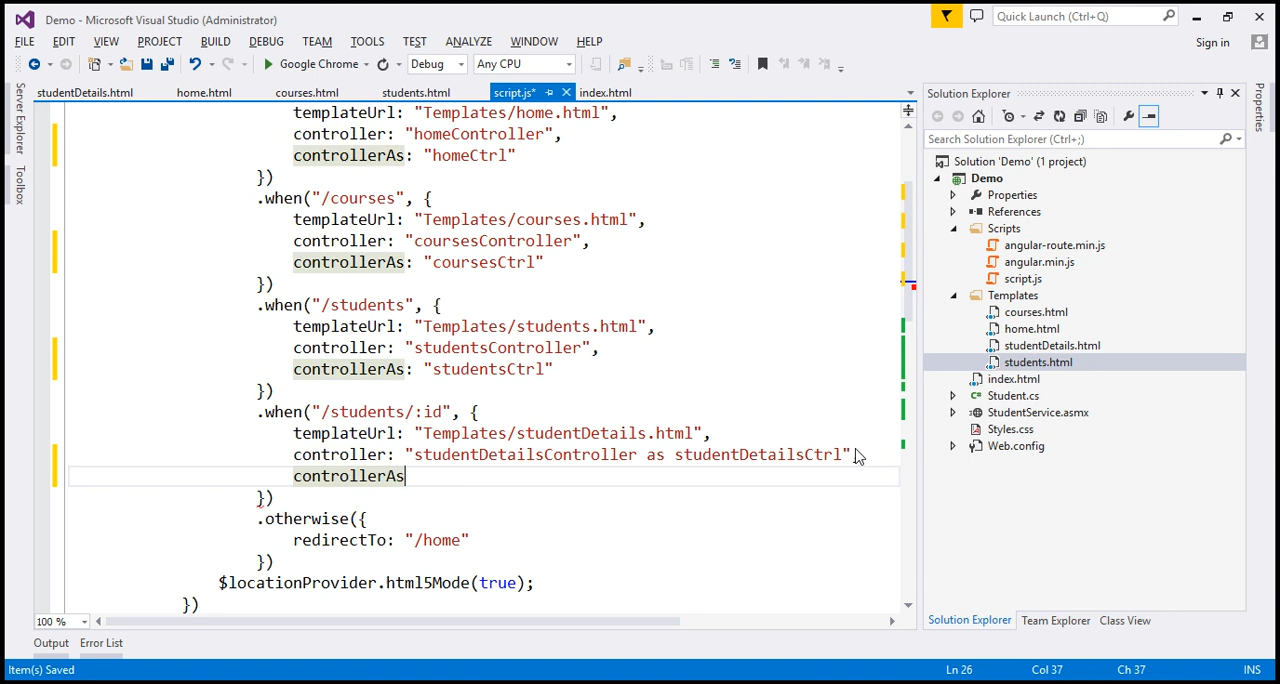 Demo - Microsoft Visual Studio (Administrator)
Quick Launch (Ctrl+Q)
FILE EDIT VIEW PROJECT BUILD DEBUG TEAM TOOLS TEST ANALYZE WINDOW HELP
Sign in
Google Chrome Debug Any CPU
Server Explorer
Toolbox
studentDetails.html home.html courses.html students.html script.js* index.html
templateUrl: "Templates/home.html",
controller: "homeController",
controllerAs: "homeCtrl"
})
.when("/courses", {
templateUrl: "Templates/courses.html",
controller: "coursesController",
controllerAs: "coursesCtrl"
})
.when("/students", {
templateUrl: "Templates/students.html",
controller: "studentsController",
controllerAs: "studentsCtrl"
})
.when("/students/:id", {
templateUrl: "Templates/studentDetails.html",
controller: "studentDetailsController as studentDetailsCtrl",
controllerAs
})
.otherwise({
redirectTo: "/home"
})
$locationProvider.html5Mode(true);
})
100 %
Solution Explorer
Search Solution Explorer (Ctrl+;)
Solution 'Demo' (1 project)
Demo
Properties
References
Scripts
angular-route.min.js
angular.min.js
script.js
Templates
courses.html
home.html
studentDetails.html
students.html
index.html
Student.cs
StudentService.asmx
Styles.css
Web.config
Solution Explorer Team Explorer Class View
Properties
Output Error List
Item(s) Saved Ln 26 Col 37 Ch 37 INS